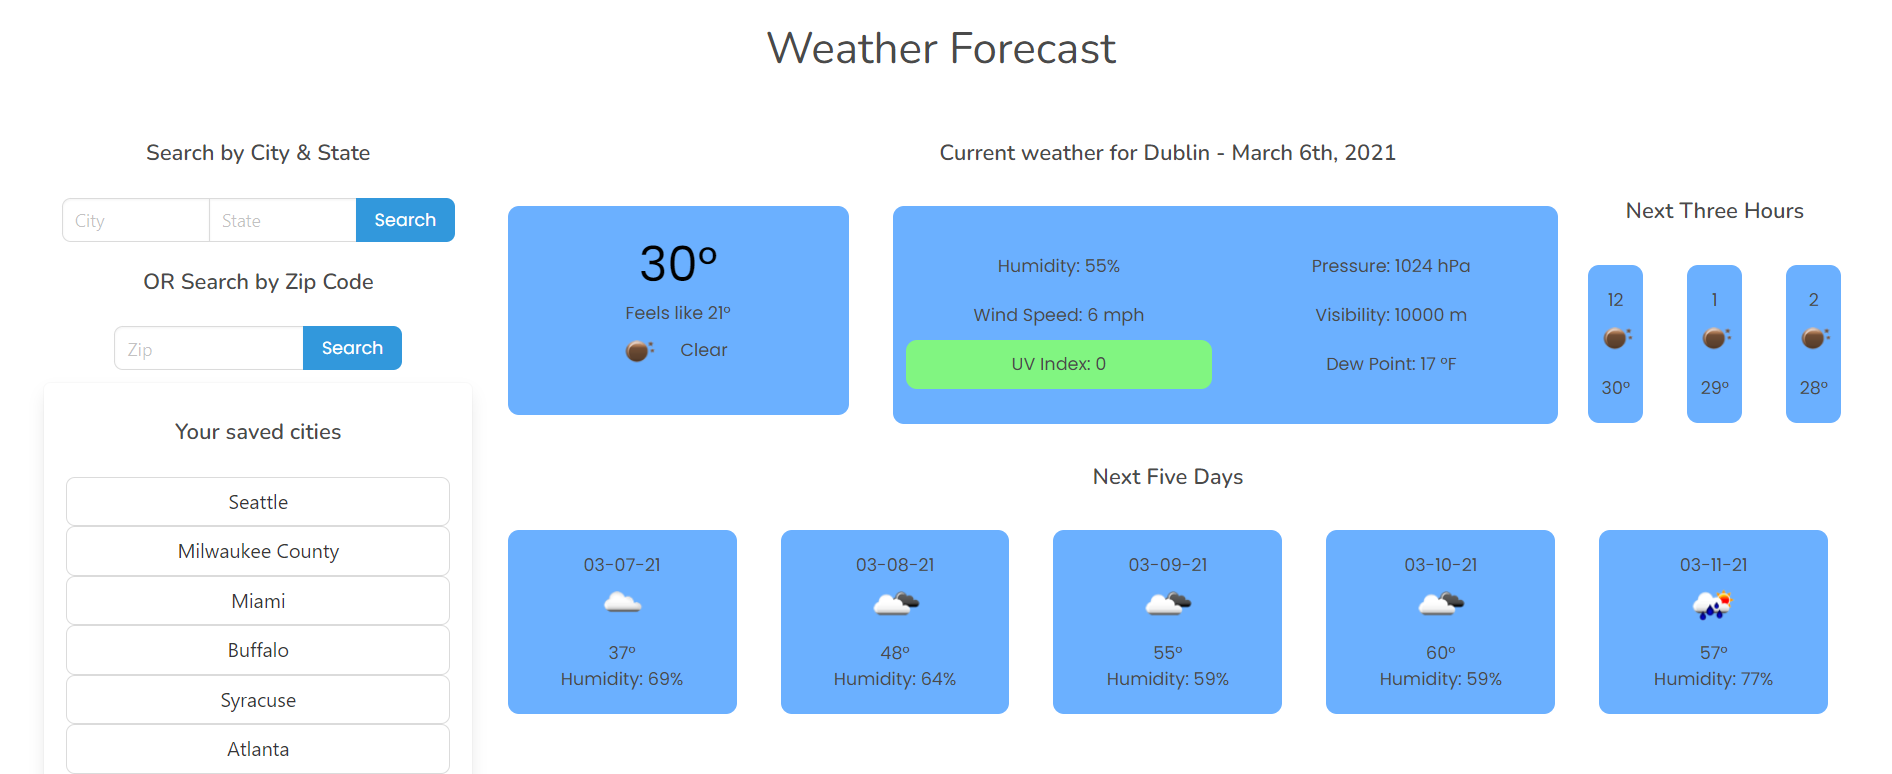 Weather Forecast
Search by City & State
City State Search
OR Search by Zip Code
Zip Search
Your saved cities
Seattle
Milwaukee County
Miami
Buffalo
Syracuse
Atlanta
Current weather for Dublin - March 6th, 2021
30°
Feels like 21°
Clear
Humidity: 55%
Wind Speed: 6 mph
UV Index: 0
Pressure: 1024 hPa
Visibility: 10000 m
Dew Point: 17 °F
Next Three Hours
12
30°
1
29°
2
28°
Next Five Days
03-07-21
37°
Humidity: 69%
03-08-21
48°
Humidity: 64%
03-09-21
55°
Humidity: 59%
03-10-21
60°
Humidity: 59%
03-11-21
57°
Humidity: 77%